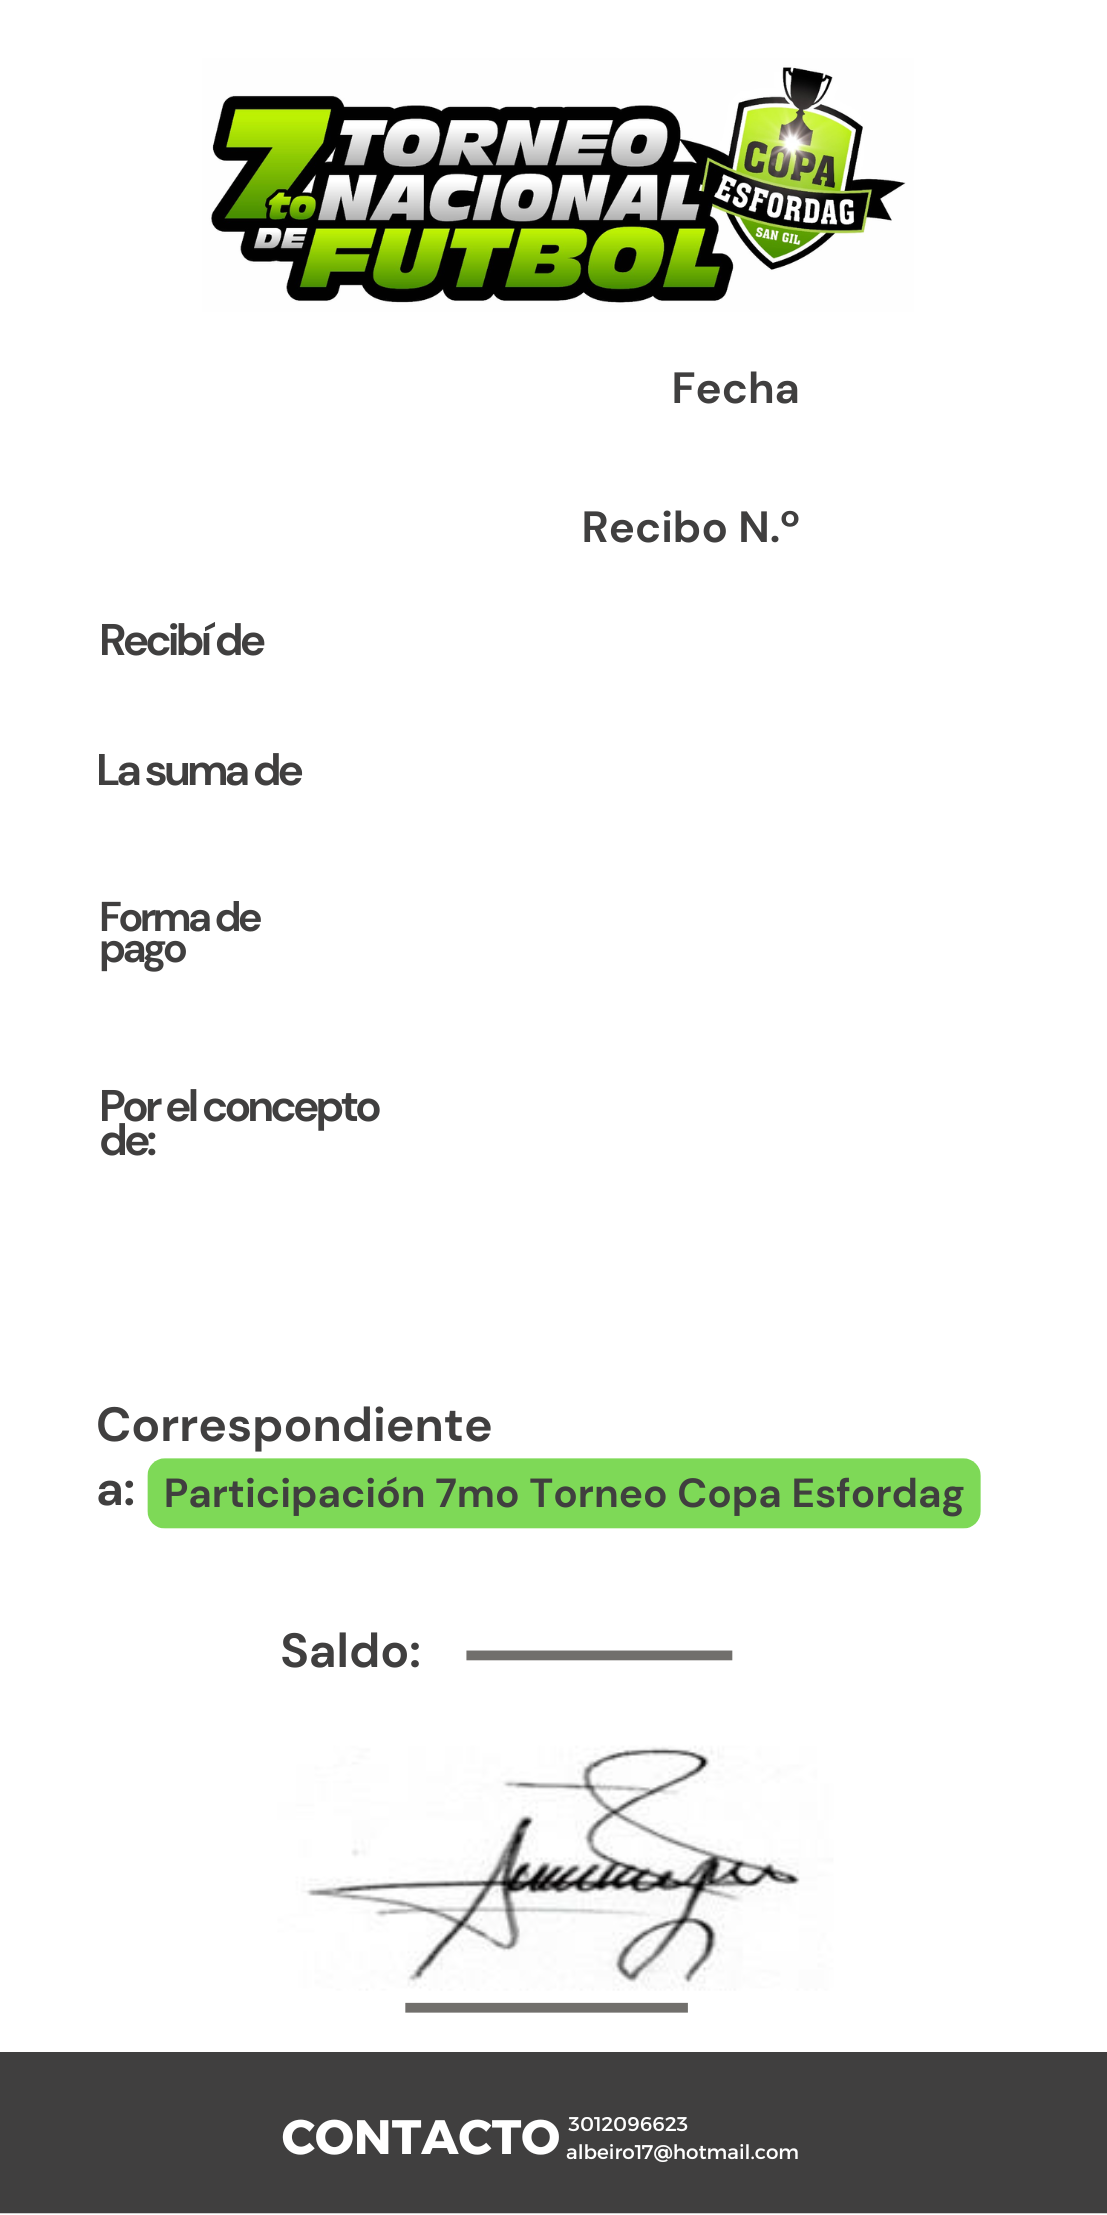 7to TORNEO
NACIONAL
DE FUTBOL
COPA
ESFORDAG
SAN GIL
Fecha
Recibo N.º
Recibí de
La suma de
Forma de
pago
Por el concepto
de:
Correspondiente
a: Participación 7mo Torneo Copa Esfordag
Saldo:
CONTACTO
3012096623
albeiro17@hotmail.com